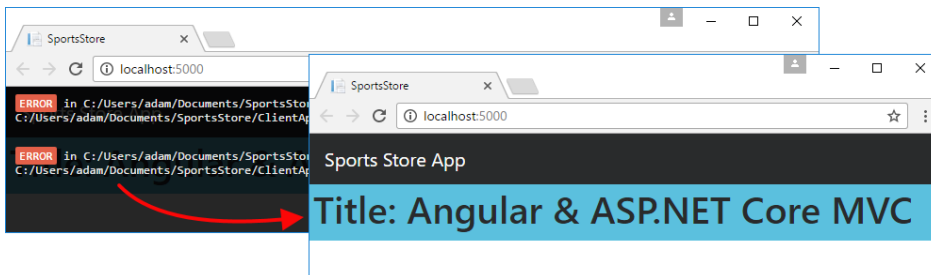 SportsStore
localhost:5000
ERROR in C:/Users/adam/Documents/SportsStor
C:/Users/adam/Documents/SportsStore/ClientAp
ERROR in C:/Users/adam/Documents/SportsStor
C:/Users/adam/Documents/SportsStore/ClientAp
SportsStore
localhost:5000
Sports Store App
Title: Angular & ASP.NET Core MVC